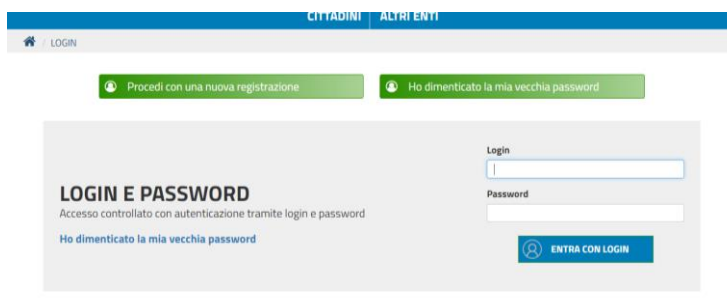 CITTADINI ALTRI ENTI
/ LOGIN
Procedi con una nuova registrazione
Ho dimenticato la mia vecchia password
Login
LOGIN E PASSWORD
Accesso controllato con autenticazione tramite login e password
Ho dimenticato la mia vecchia password
Password
ENTRA CON LOGIN